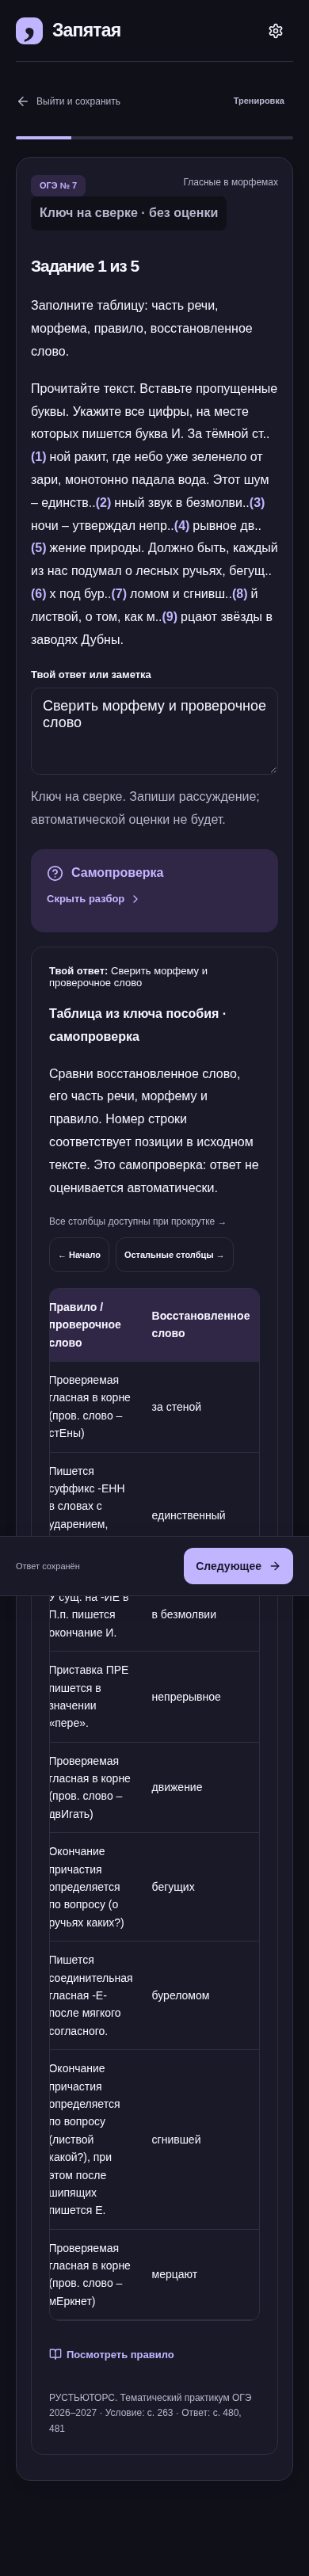 Запятая
Выйти и сохранить
Тренировка
ОГЭ № 7
Гласные в морфемах
Ключ на сверке · без оценки
Задание 1 из 5
Заполните таблицу: часть речи,
морфема, правило, восстановленное
слово.
Прочитайте текст. Вставьте пропущенные
буквы. Укажите все цифры, на месте
которых пишется буква И. За тёмной ст..
(1) ной ракит, где небо уже зеленело от
зари, монотонно падала вода. Этот шум
– единств..(2) нный звук в безмолви..(3)
ночи – утверждал непр..(4) рывное дв..
(5) жение природы. Должно быть, каждый
из нас подумал о лесных ручьях, бегущ..
(6) х под бур..(7) ломом и сгнивш..(8) й
листвой, о том, как м..(9) рцают звёзды в
заводях Дубны.
Твой ответ или заметка
Сверить морфему и проверочное
слово
Ключ на сверке. Запиши рассуждение;
автоматической оценки не будет.
Самопроверка
Скрыть разбор
Твой ответ: Сверить морфему и
проверочное слово
Таблица из ключа пособия ·
самопроверка
Сравни восстановленное слово,
его часть речи, морфему и
правило. Номер строки
соответствует позиции в исходном
тексте. Это самопроверка: ответ не
оценивается автоматически.
Все столбцы доступны при прокрутке →
← Начало
Остальные столбцы →
Правило /
проверочное
слово
Восстановленное
слово
Проверяемая
гласная в корне
(пров. слово –
стЕны)
за стеной
Пишется
суффикс -ЕНН
в словах с
ударением,
единственный
Ответ сохранён
Следующее →
У сущ. на -ИЕ в
П.п. пишется
окончание И.
в безмолвии
Приставка ПРЕ
пишется в
значении
«пере».
непрерывное
Проверяемая
гласная в корне
(пров. слово –
двИгать)
движение
Окончание
причастия
определяется
по вопросу (о
ручьях каких?)
бегущих
Пишется
соединительная
гласная -Е-
после мягкого
согласного.
буреломом
Окончание
причастия
определяется
по вопросу
(листвой
какой?), при
этом после
шипящих
пишется Е.
сгнившей
Проверяемая
гласная в корне
(пров. слово –
мЕркнет)
мерцают
Посмотреть правило
РУСТЬЮТОРС. Тематический практикум ОГЭ
2026–2027 · Условие: с. 263 · Ответ: с. 480,
481